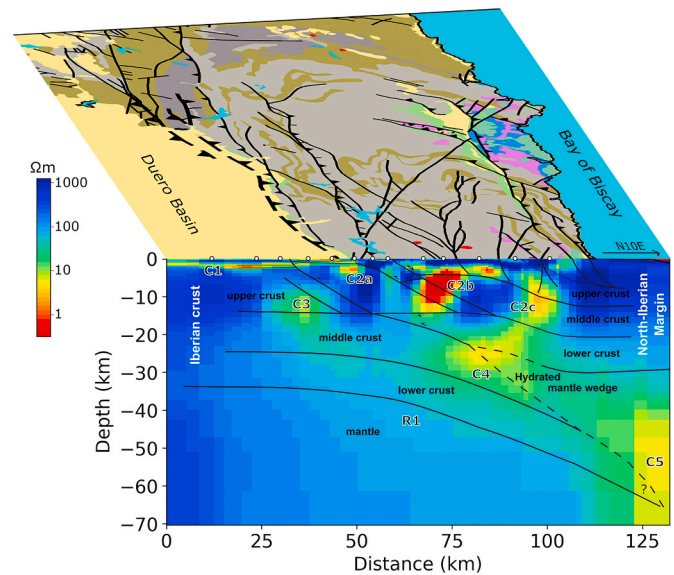 Ωm
1000
100
10
1
Duero Basin
Bay of Biscay
N10E
0
−10
−20
−30
−40
−50
−60
−70
Depth (km)
C1
C2a
C2b
C2c
C3
C4
C5
R1
Iberian crust
upper crust
middle crust
lower crust
mantle
Hydrated
mantle wedge
upper crust
middle crust
lower crust
North-Iberian
Margin
?
0
25
50
75
100
125
Distance (km)